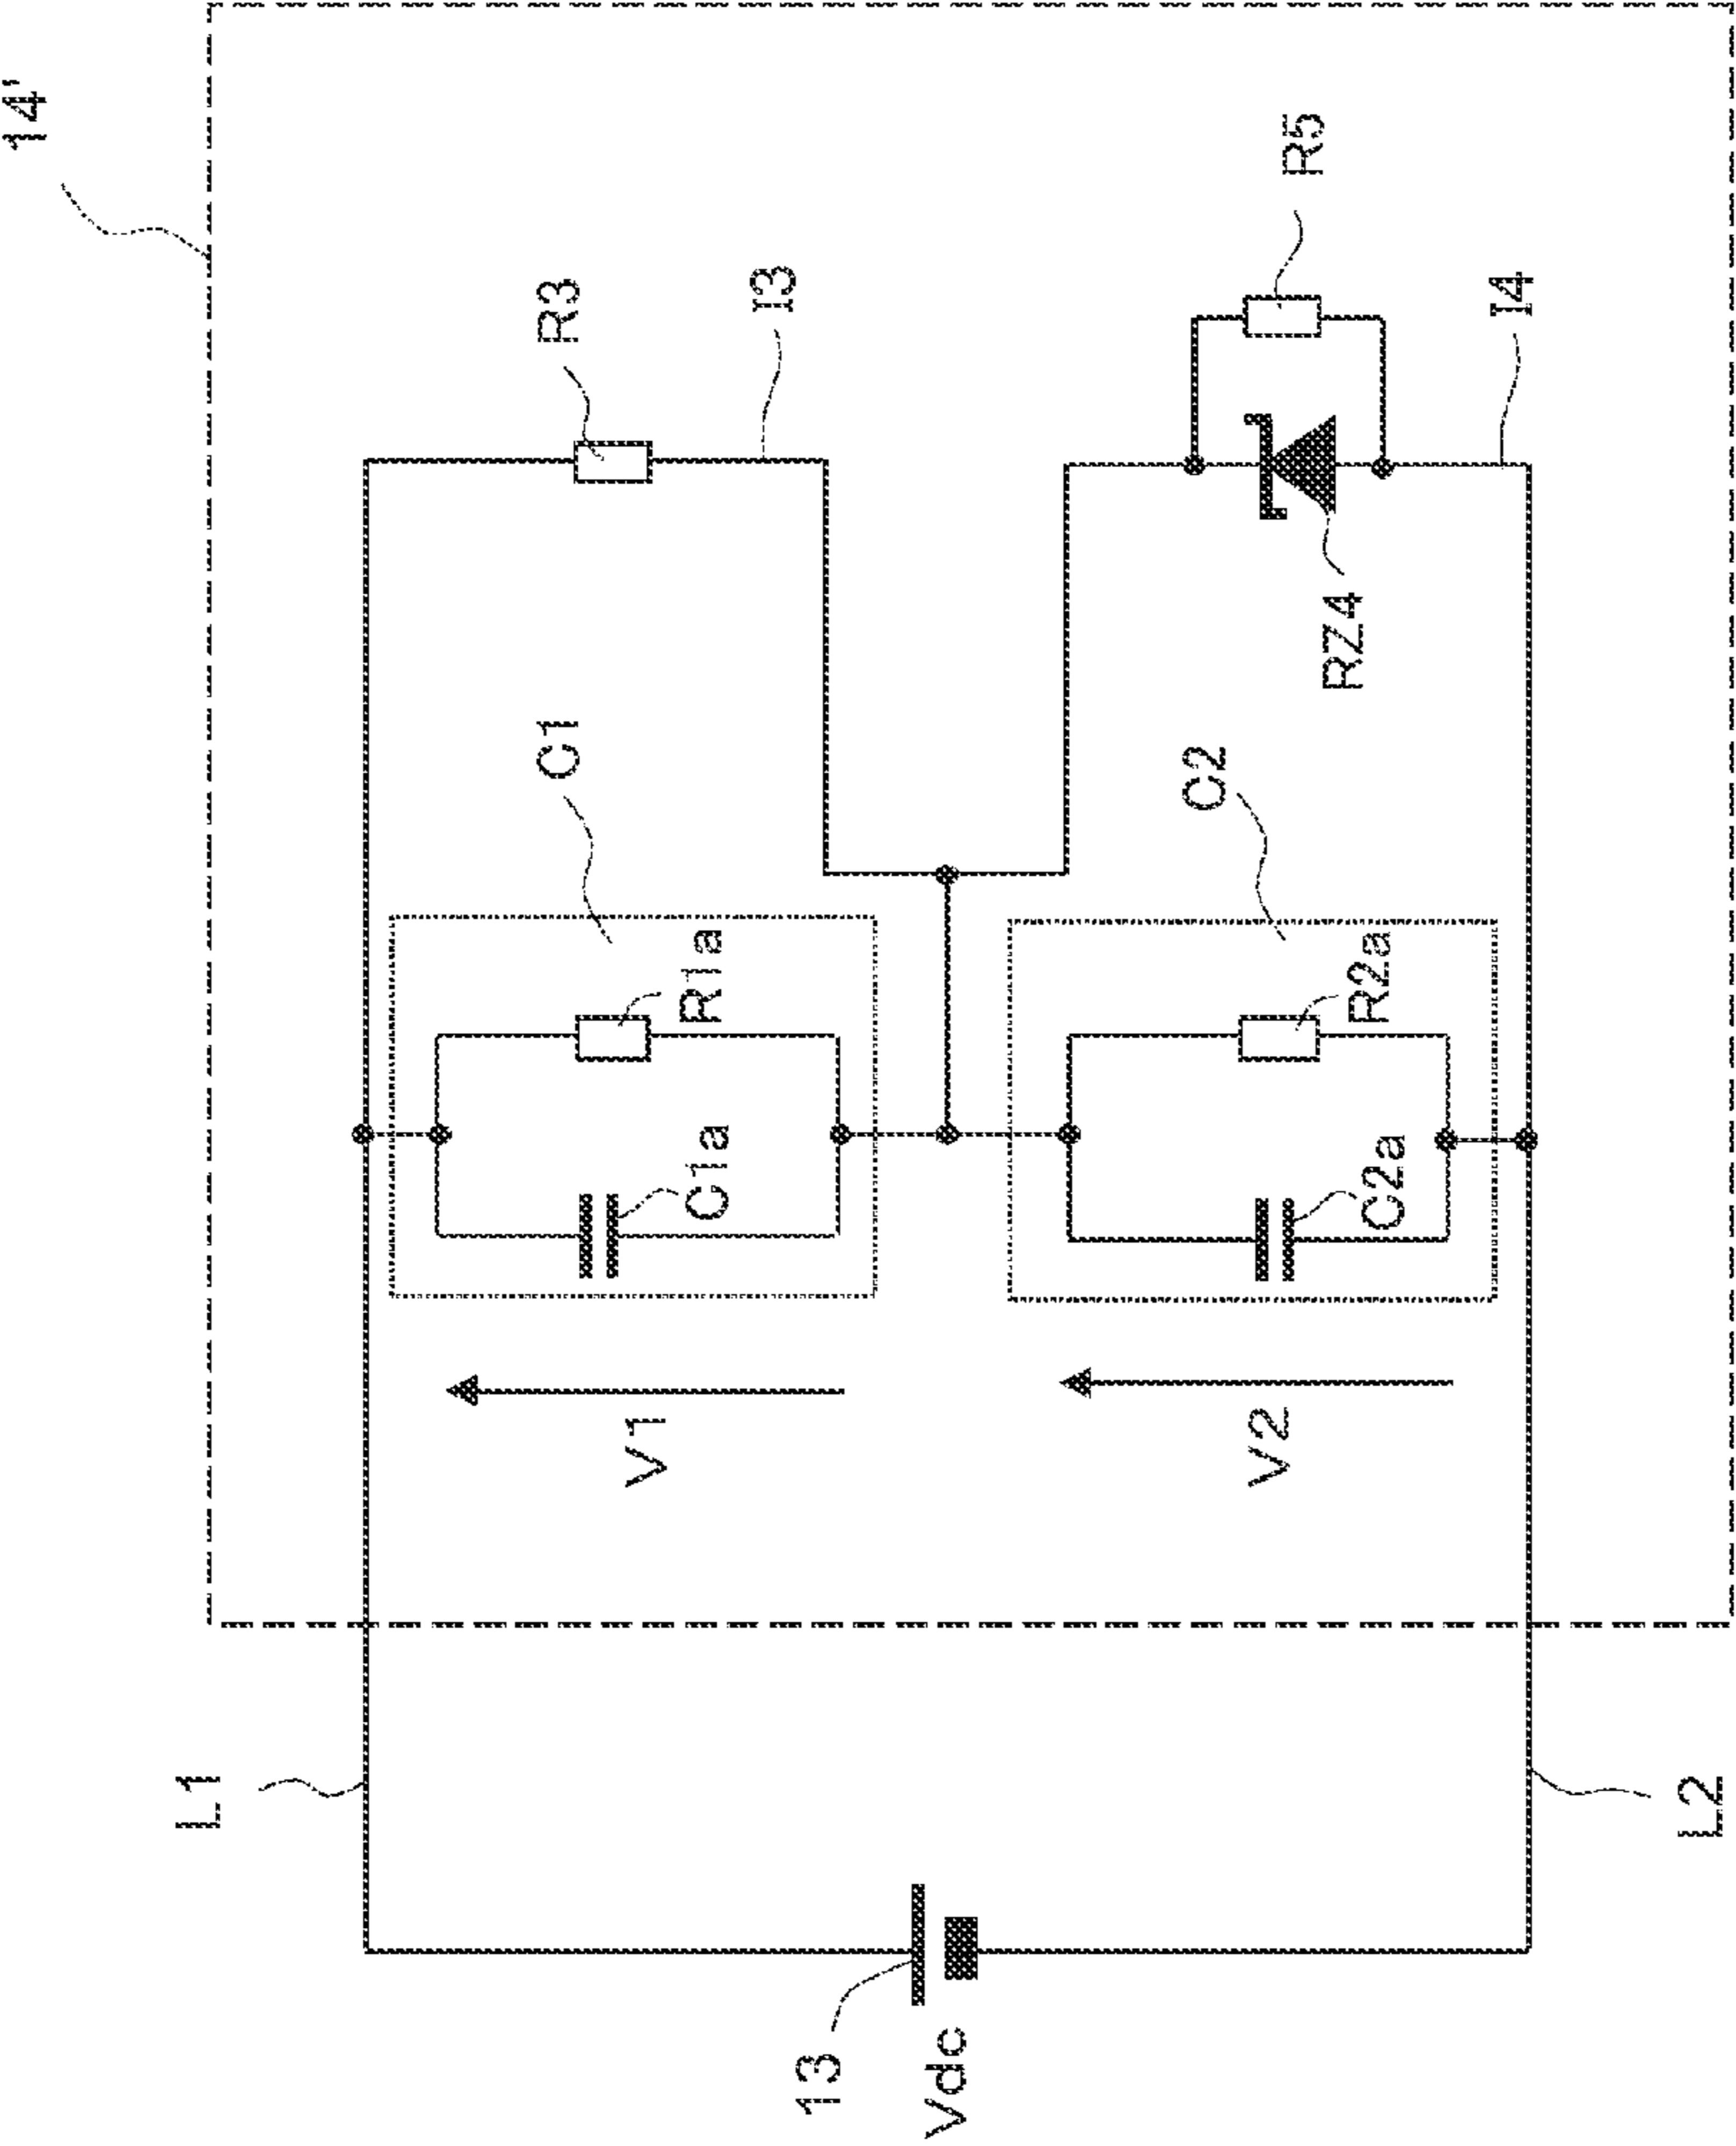 14'
L1
C1
R3
V1
C1a
R1a
I3
13
Vdc
C2
V2
R5
RZ4
C2a
R2a
I4
L2